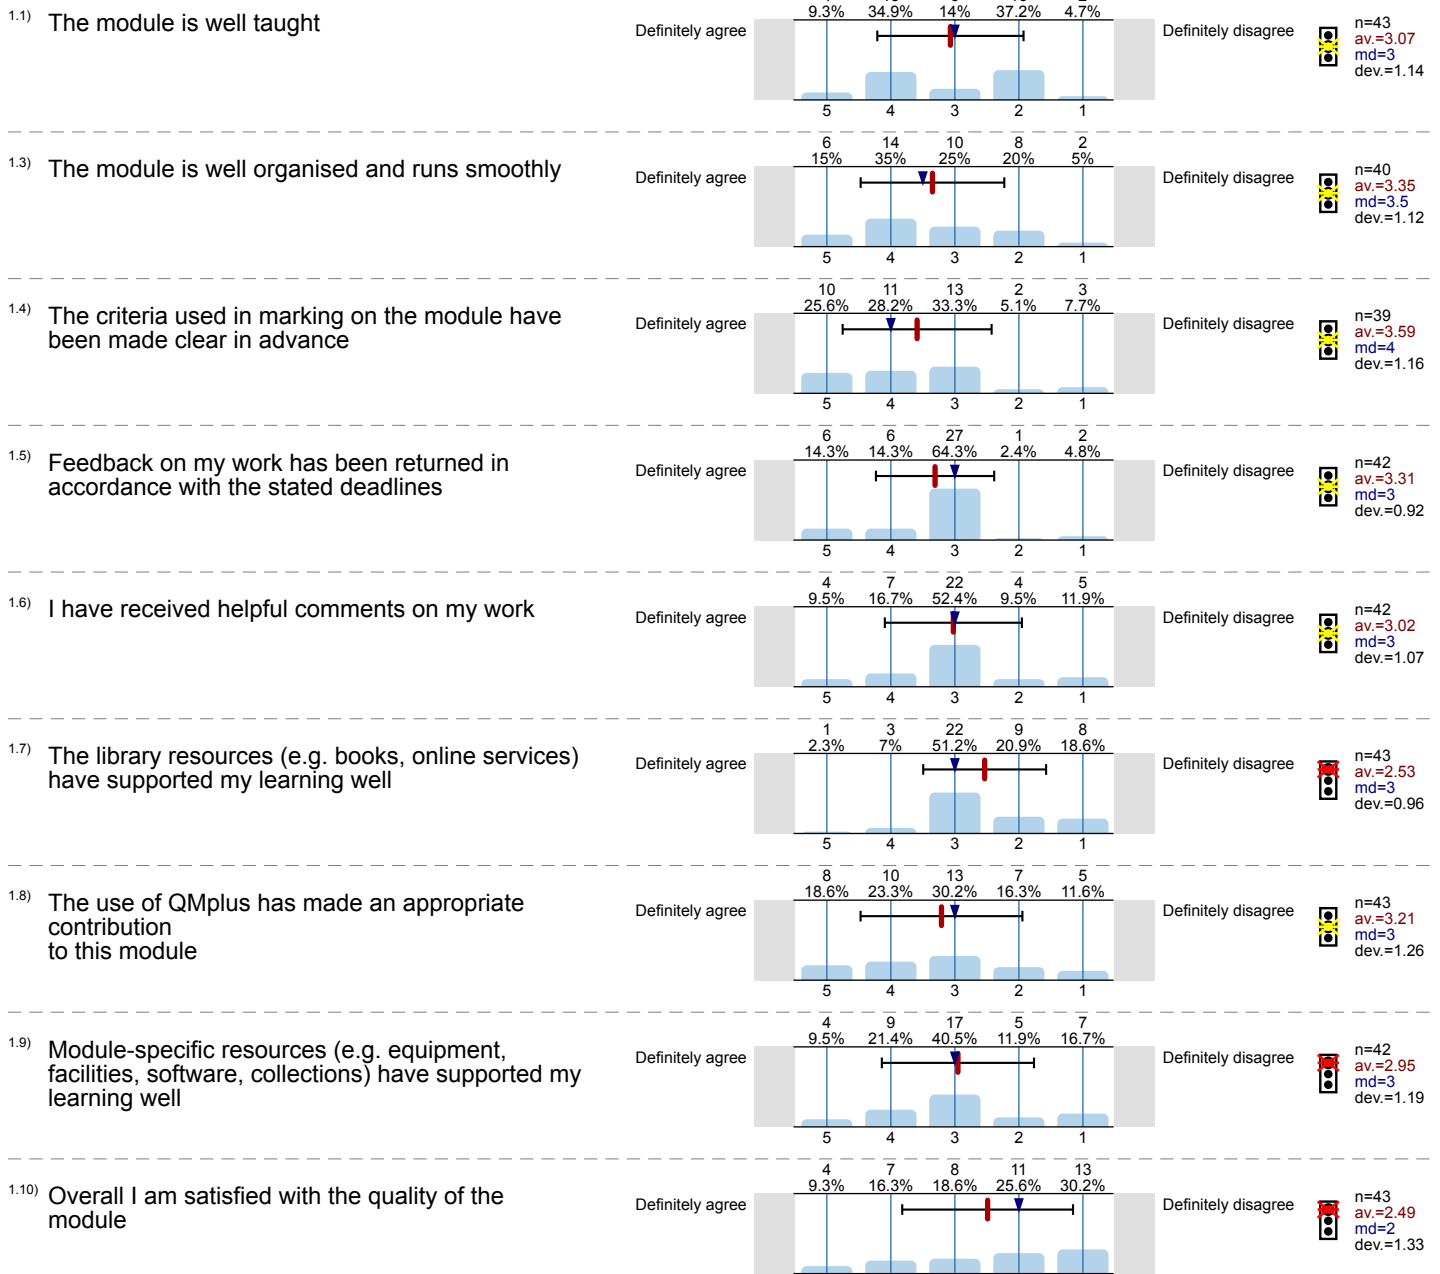 9.3% 34.9% 14% 37.2% 4.7%
1.1) The module is well taught
Definitely agree
Definitely disagree
n=43
av.=3.07
md=3
dev.=1.14
5 4 3 2 1
6 14 10 8 2
15% 35% 25% 20% 5%
1.3) The module is well organised and runs smoothly
Definitely agree
Definitely disagree
n=40
av.=3.35
md=3.5
dev.=1.12
5 4 3 2 1
10 11 13 2 3
25.6% 28.2% 33.3% 5.1% 7.7%
1.4) The criteria used in marking on the module have
been made clear in advance
Definitely agree
Definitely disagree
n=39
av.=3.59
md=4
dev.=1.16
5 4 3 2 1
6 6 27 1 2
14.3% 14.3% 64.3% 2.4% 4.8%
1.5) Feedback on my work has been returned in
accordance with the stated deadlines
Definitely agree
Definitely disagree
n=42
av.=3.31
md=3
dev.=0.92
5 4 3 2 1
4 7 22 4 5
9.5% 16.7% 52.4% 9.5% 11.9%
1.6) I have received helpful comments on my work
Definitely agree
Definitely disagree
n=42
av.=3.02
md=3
dev.=1.07
5 4 3 2 1
1 3 22 9 8
2.3% 7% 51.2% 20.9% 18.6%
1.7) The library resources (e.g. books, online services)
have supported my learning well
Definitely agree
Definitely disagree
n=43
av.=2.53
md=3
dev.=0.96
5 4 3 2 1
8 10 13 7 5
18.6% 23.3% 30.2% 16.3% 11.6%
1.8) The use of QMplus has made an appropriate
contribution
to this module
Definitely agree
Definitely disagree
n=43
av.=3.21
md=3
dev.=1.26
5 4 3 2 1
4 9 17 5 7
9.5% 21.4% 40.5% 11.9% 16.7%
1.9) Module-specific resources (e.g. equipment,
facilities, software, collections) have supported my
learning well
Definitely agree
Definitely disagree
n=42
av.=2.95
md=3
dev.=1.19
5 4 3 2 1
4 7 8 11 13
9.3% 16.3% 18.6% 25.6% 30.2%
1.10) Overall I am satisfied with the quality of the
module
Definitely agree
Definitely disagree
n=43
av.=2.49
md=2
dev.=1.33